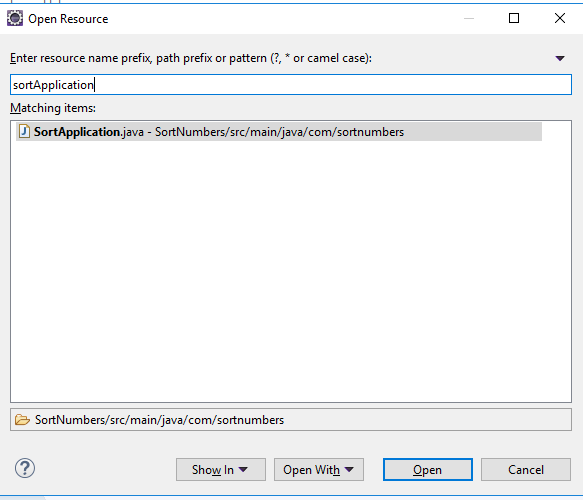 Open Resource
Enter resource name prefix, path prefix or pattern (?, * or camel case):
sortApplication
Matching items:
SortApplication.java - SortNumbers/src/main/java/com/sortnumbers
SortNumbers/src/main/java/com/sortnumbers
Show In Open With Open Cancel